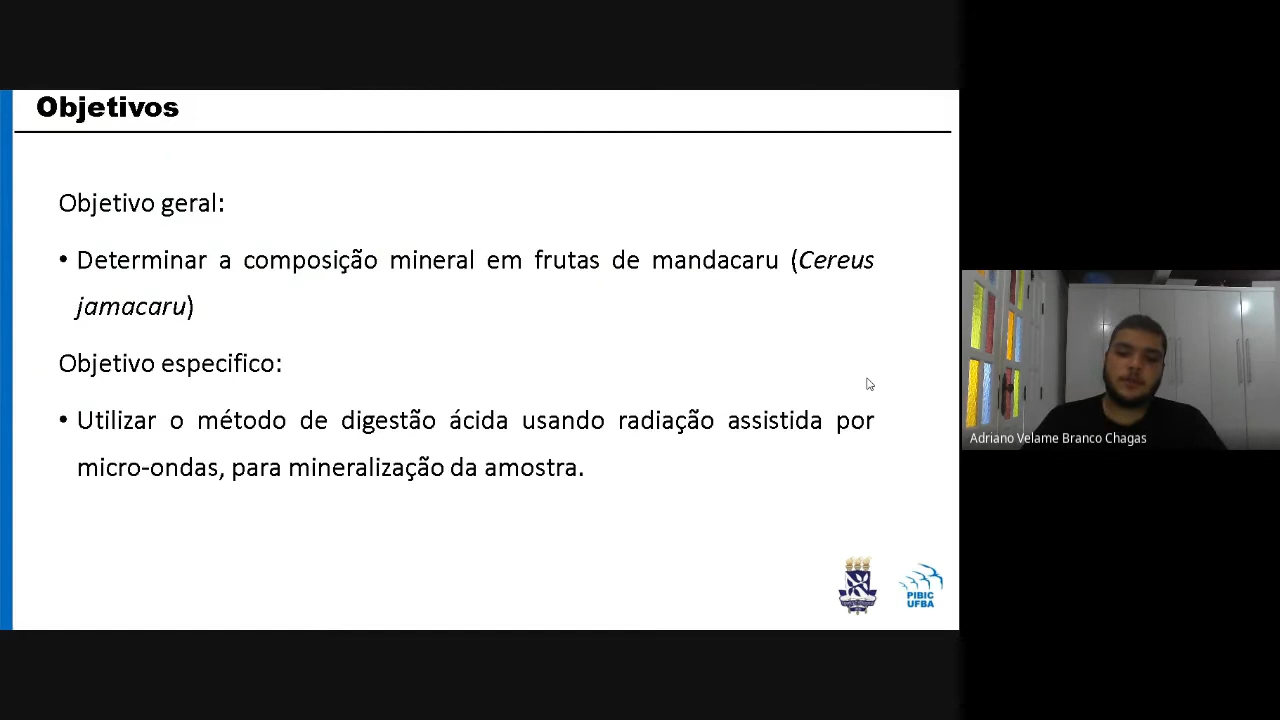 Objetivos
Objetivo geral:
• Determinar a composição mineral em frutas de mandacaru (Cereus
jamacaru)
Objetivo especifico:
• Utilizar o método de digestão ácida usando radiação assistida por
micro-ondas, para mineralização da amostra.
PIBIC
UFBA
Adriano Velame Branco Chagas